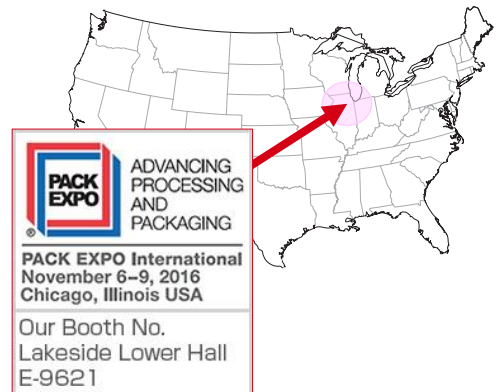 PACK
EXPO
®
ADVANCING
PROCESSING
AND
PACKAGING
PACK EXPO International
November 6–9, 2016
Chicago, Illinois USA
Our Booth No.
Lakeside Lower Hall
E-9621